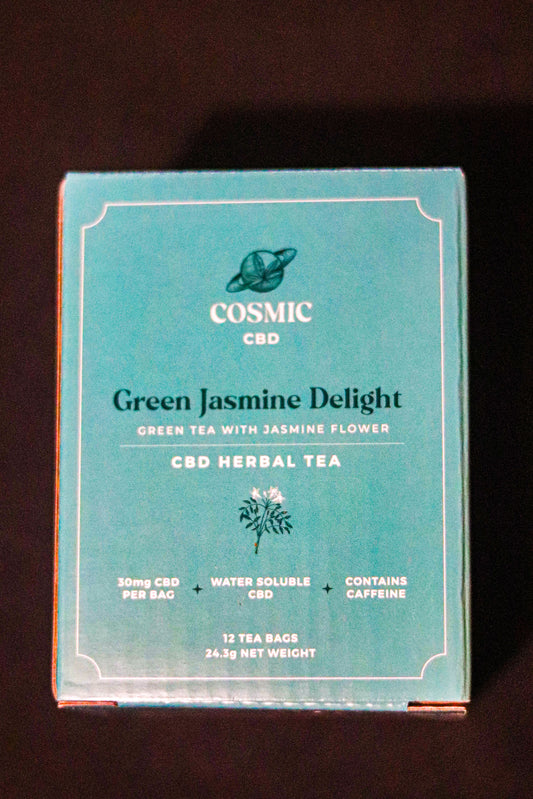 COSMIC
CBD
Green Jasmine Delight
GREEN TEA WITH JASMINE FLOWER
CBD HERBAL TEA
30mg CBD
PER BAG
WATER SOLUBLE
CBD
CONTAINS
CAFFEINE
12 TEA BAGS
24.3g NET WEIGHT